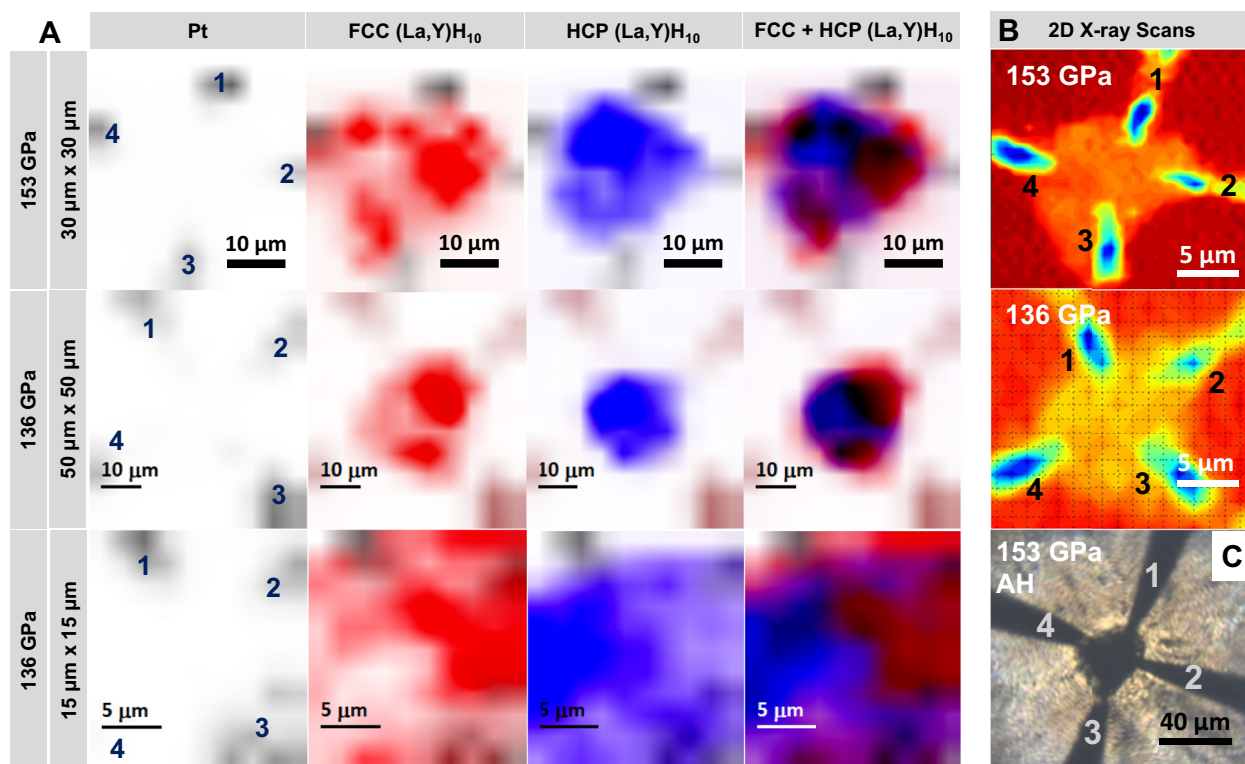 A
Pt
FCC (La,Y)H₁₀
HCP (La,Y)H₁₀
FCC + HCP (La,Y)H₁₀
153 GPa
30 µm x 30 µm
1
4
2
3
10 µm
10 µm
10 µm
10 µm
136 GPa
50 µm x 50 µm
1
2
4
3
10 µm
10 µm
10 µm
10 µm
136 GPa
15 µm x 15 µm
1
2
3
4
5 µm
5 µm
5 µm
5 µm
B
2D X-ray Scans
153 GPa
1
4
2
3
5 µm
136 GPa
1
2
4
3
5 µm
C
153 GPa
AH
1
4
2
3
40 µm